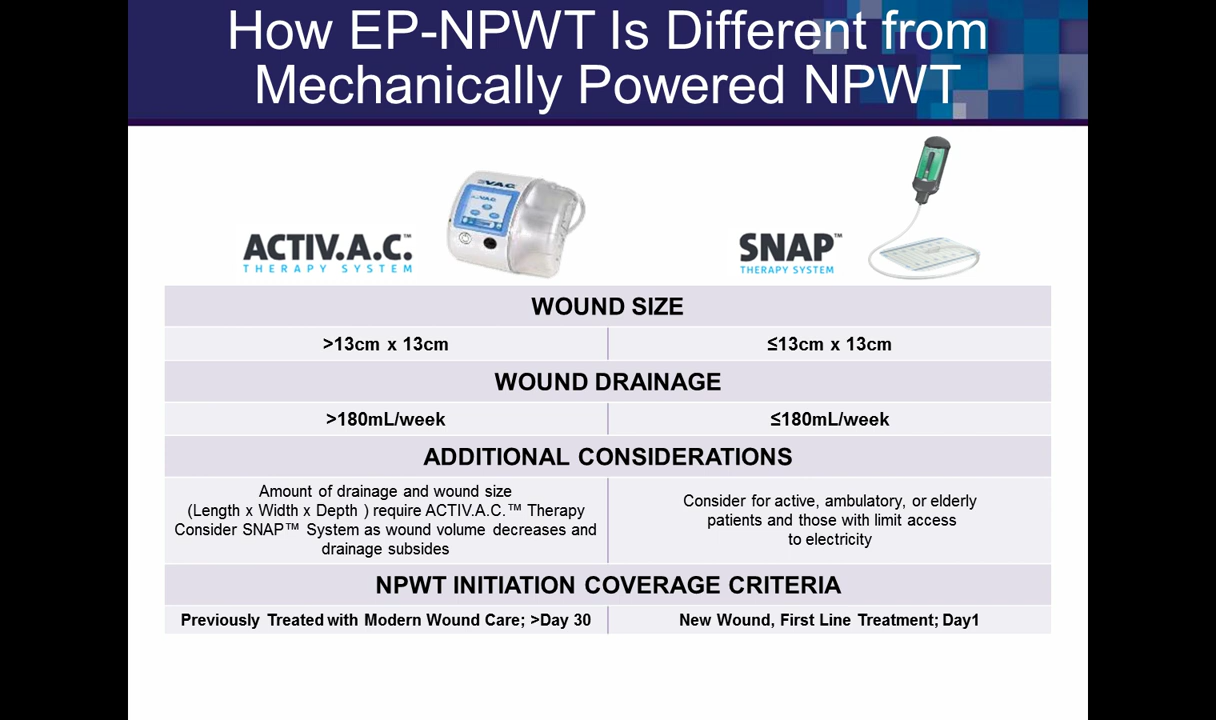 How EP-NPWT Is Different from
Mechanically Powered NPWT
ACTIV.A.C.™
THERAPY SYSTEM
V.A.C.
SNAP™
THERAPY SYSTEM
WOUND SIZE
>13cm x 13cm
≤13cm x 13cm
WOUND DRAINAGE
>180mL/week
≤180mL/week
ADDITIONAL CONSIDERATIONS
Amount of drainage and wound size
(Length x Width x Depth ) require ACTIV.A.C.™ Therapy
Consider SNAP™ System as wound volume decreases and
drainage subsides
Consider for active, ambulatory, or elderly
patients and those with limit access
to electricity
NPWT INITIATION COVERAGE CRITERIA
Previously Treated with Modern Wound Care; >Day 30
New Wound, First Line Treatment; Day1